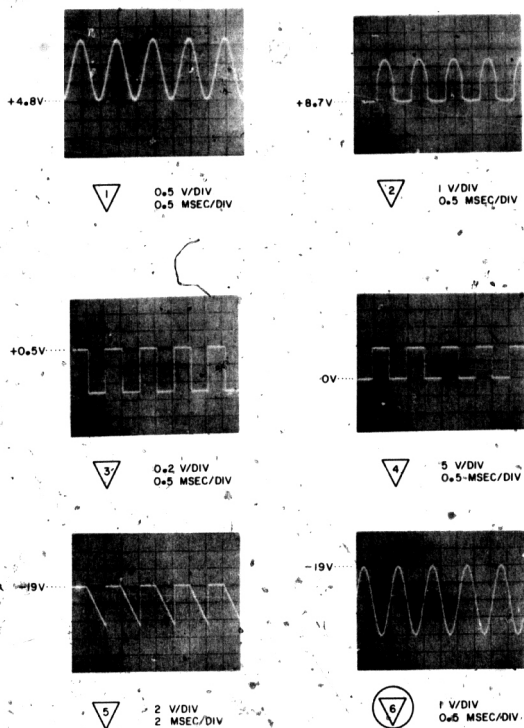 +4.8V
1
0.5 V/DIV
0.5 MSEC/DIV
+8.7V
2
1 V/DIV
0.5 MSEC/DIV
+0.5V
3
0.2 V/DIV
0.5 MSEC/DIV
0V
4
5 V/DIV
0.5 MSEC/DIV
-19V
5
2 V/DIV
2 MSEC/DIV
-19V
6
1 V/DIV
0.5 MSEC/DIV